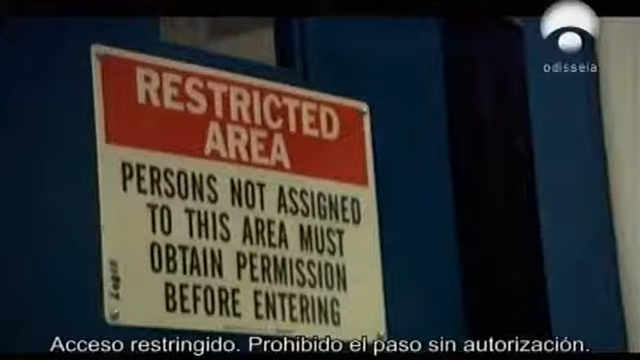 odisseia
RESTRICTED
AREA
PERSONS NOT ASSIGNED
TO THIS AREA MUST
OBTAIN PERMISSION
BEFORE ENTERING
Acceso restringido. Prohibido el paso sin autorización.